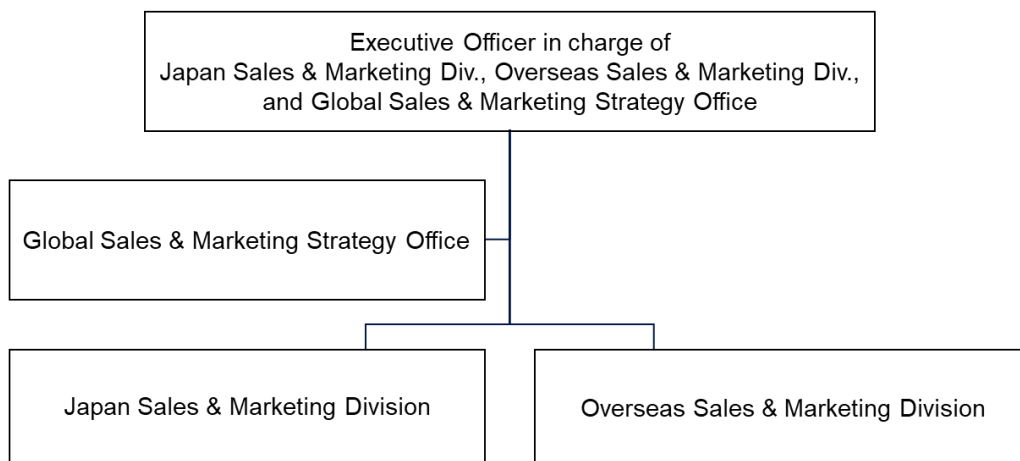 Executive Officer in charge of
Japan Sales & Marketing Div., Overseas Sales & Marketing Div.,
and Global Sales & Marketing Strategy Office
Global Sales & Marketing Strategy Office
Japan Sales & Marketing Division
Overseas Sales & Marketing Division